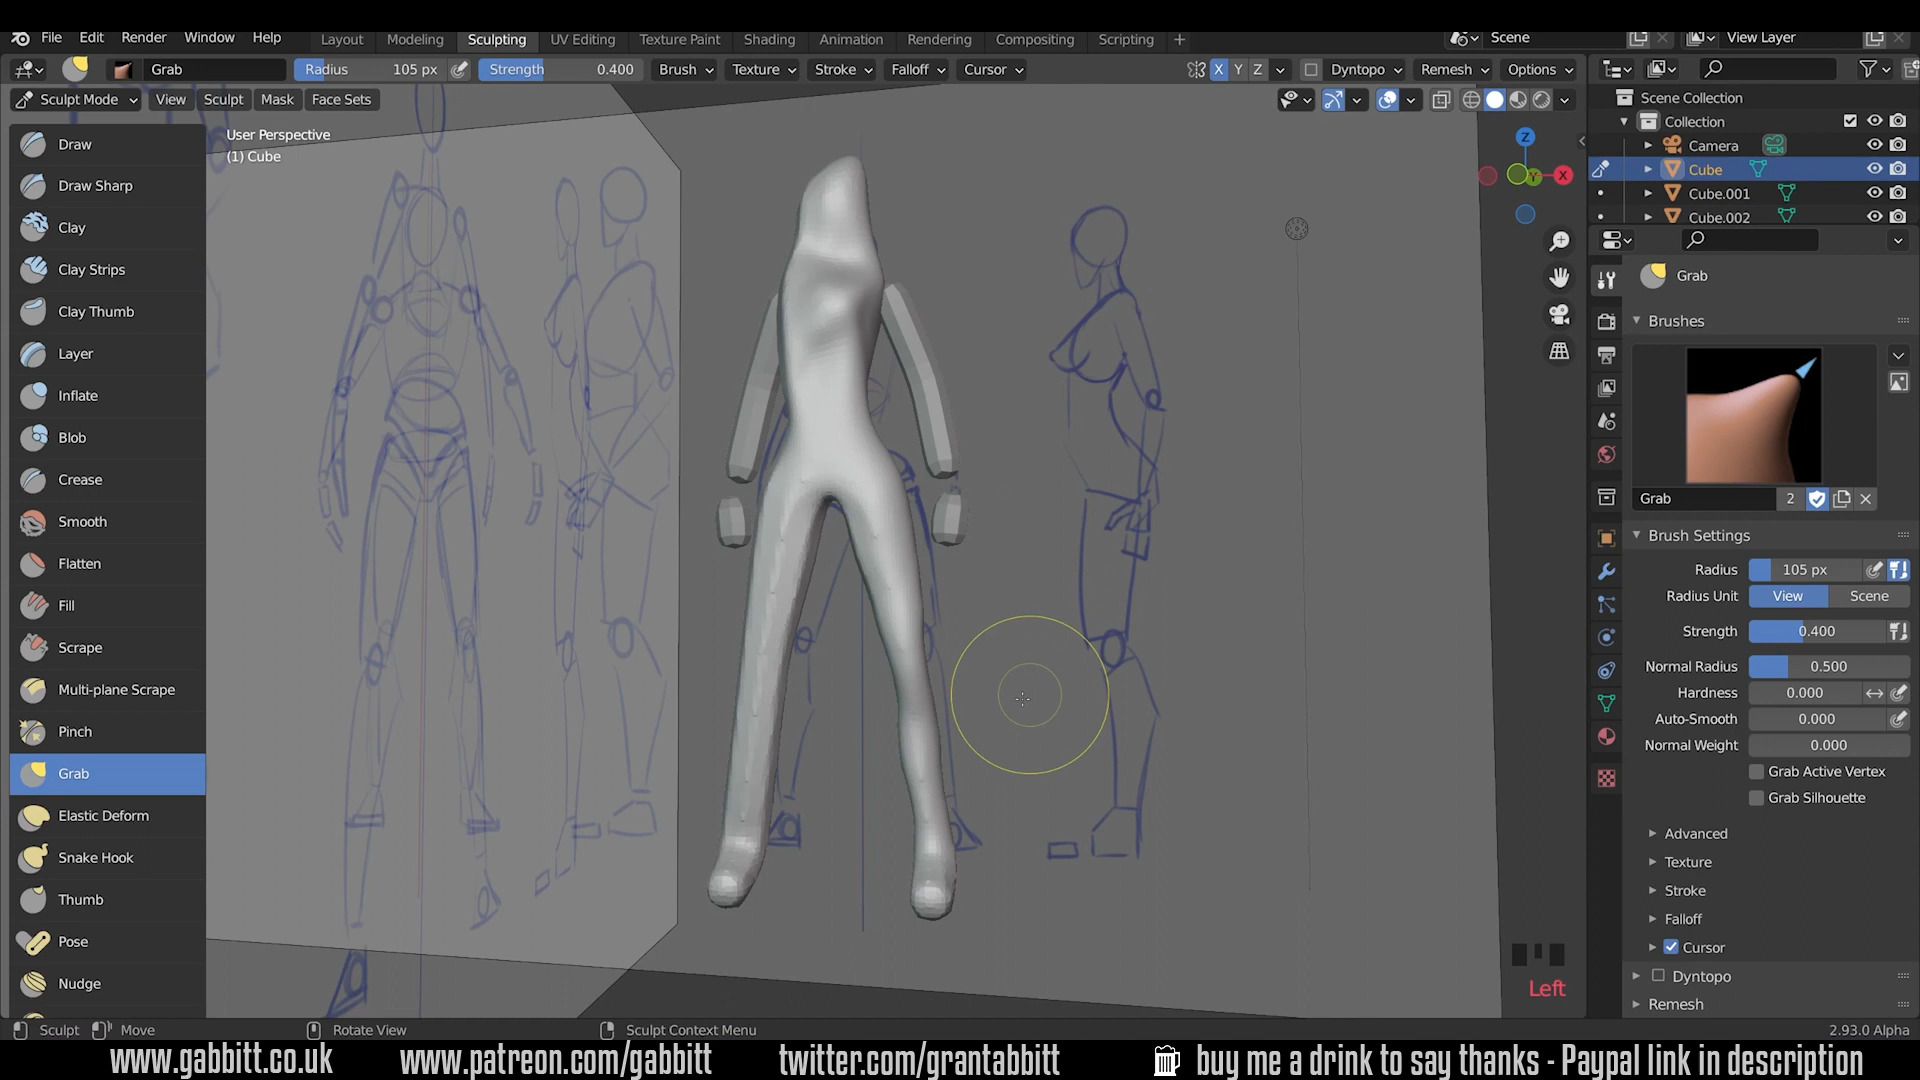 File Edit Render Window Help Layout Modeling Sculpting UV Editing Texture Paint Shading Animation Rendering Compositing Scripting + Scene View Layer
Grab Radius 105 px Strength 0.400 Brush Texture Stroke Falloff Cursor X Y Z Dyntopo Remesh Options
Sculpt Mode View Sculpt Mask Face Sets
User Perspective
(1) Cube
Draw
Draw Sharp
Clay
Clay Strips
Clay Thumb
Layer
Inflate
Blob
Crease
Smooth
Flatten
Fill
Scrape
Multi-plane Scrape
Pinch
Grab
Elastic Deform
Snake Hook
Thumb
Pose
Nudge
Z
Y
X
Left
Scene Collection
Collection
Camera
Cube
Cube.001
Cube.002
Grab
Brushes
Grab 2
Brush Settings
Radius 105 px
Radius Unit View Scene
Strength 0.400
Normal Radius 0.500
Hardness 0.000
Auto-Smooth 0.000
Normal Weight 0.000
Grab Active Vertex
Grab Silhouette
Advanced
Texture
Stroke
Falloff
Cursor
Dyntopo
Remesh
Sculpt Move Rotate View Sculpt Context Menu 2.93.0 Alpha
www.gabbitt.co.uk www.patreon.com/gabbitt twitter.com/grantabbitt buy me a drink to say thanks - Paypal link in description